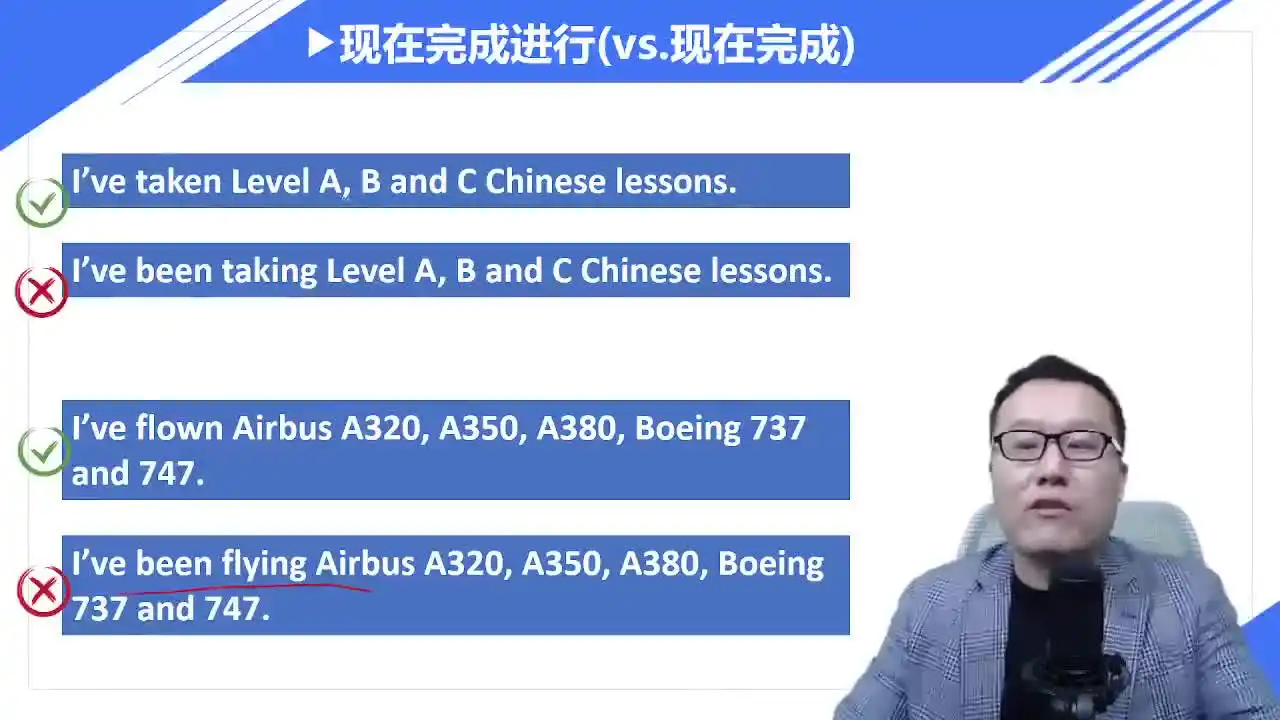 ▶现在完成进行(vs.现在完成)
I’ve taken Level A, B and C Chinese lessons.
I’ve been taking Level A, B and C Chinese lessons.
I’ve flown Airbus A320, A350, A380, Boeing 737
and 747.
I’ve been flying Airbus A320, A350, A380, Boeing
737 and 747.